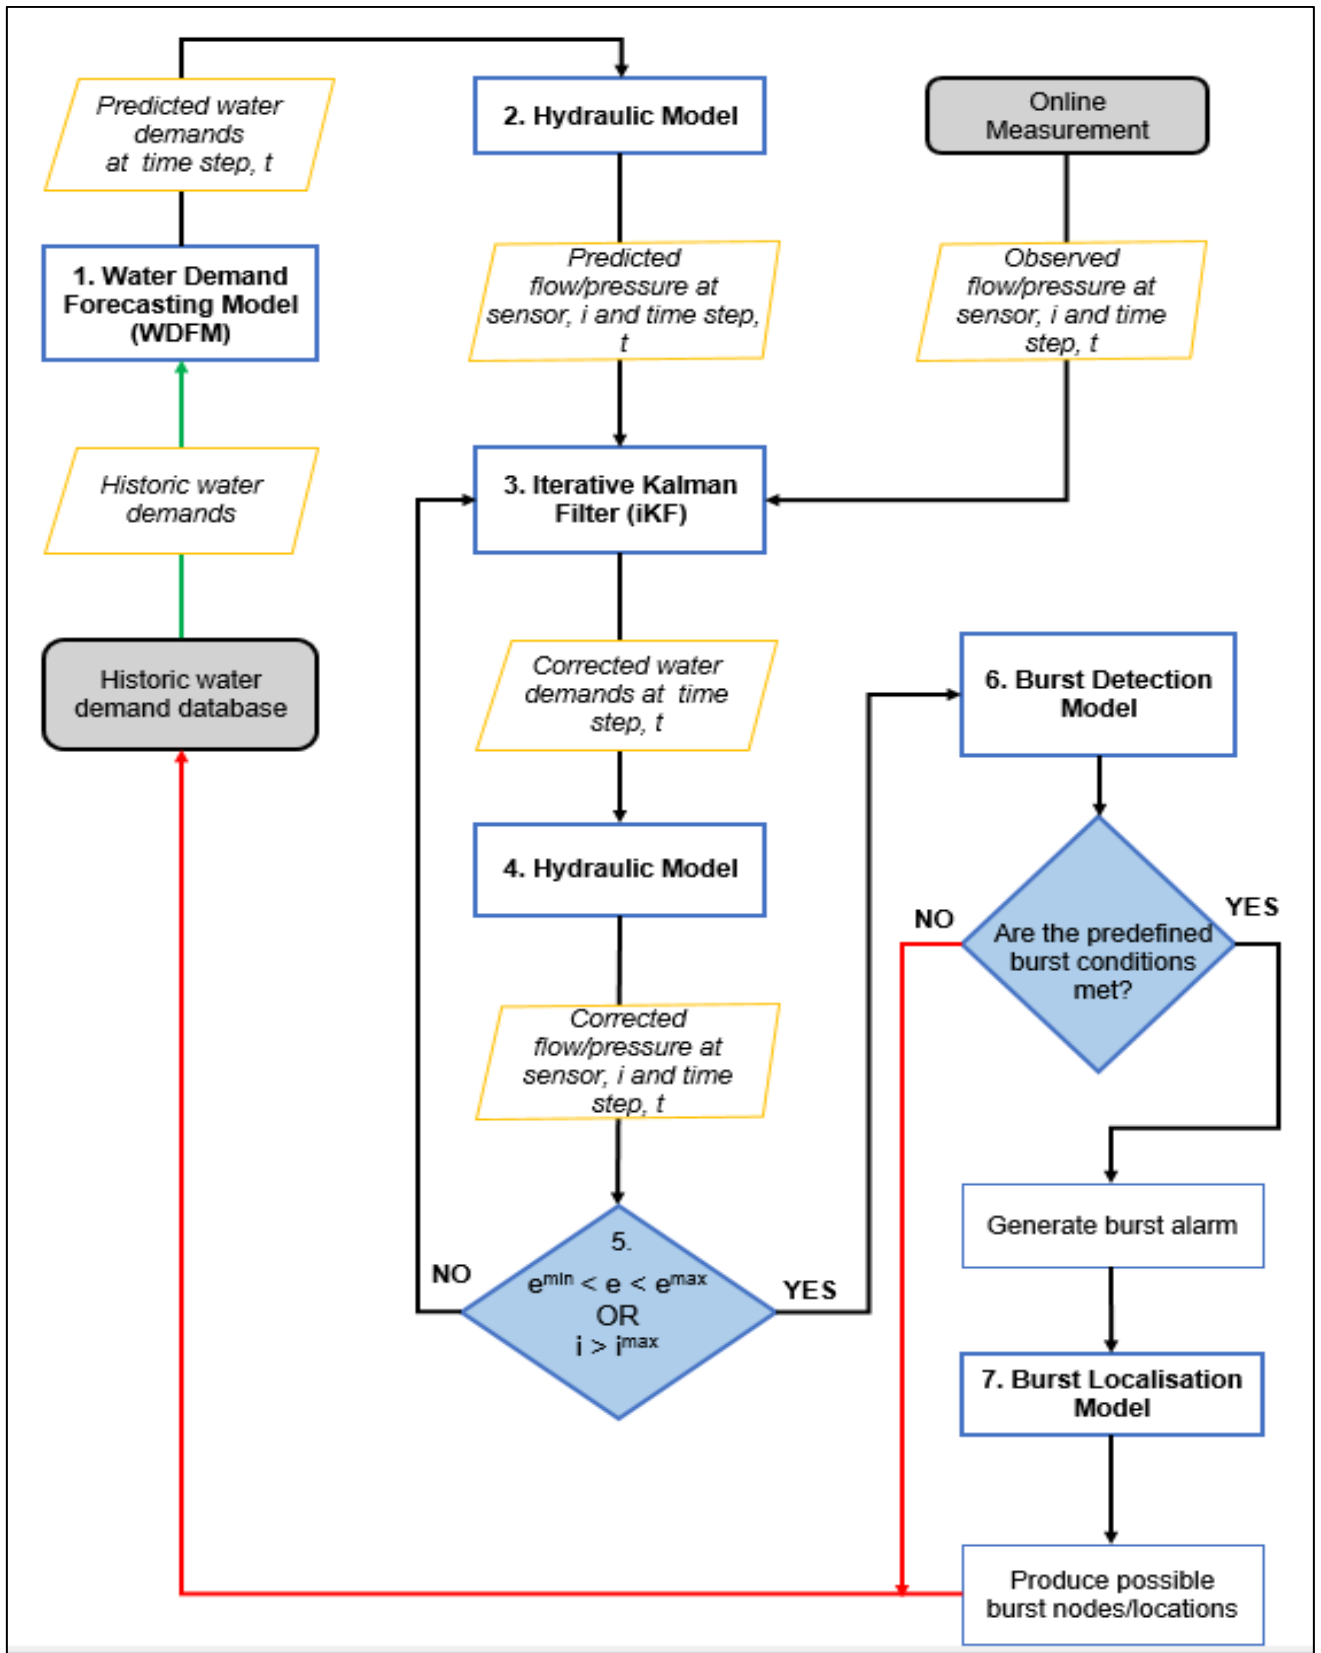 Predicted water
demands
at time step, t
2. Hydraulic Model
Online
Measurement
1. Water Demand
Forecasting Model
(WDFM)
Predicted
flow/pressure at
sensor, i and time step,
t
Observed
flow/pressure at
sensor, i and time
step, t
Historic water
demands
3. Iterative Kalman
Filter (iKF)
Historic water
demand database
Corrected water
demands at time
step, t
6. Burst Detection
Model
4. Hydraulic Model
NO
YES
Are the predefined
burst conditions
met?
Corrected
flow/pressure at
sensor, i and time
step, t
Generate burst alarm
5.
e^min < e < e^max
OR
i > i^max
NO
YES
7. Burst Localisation
Model
Produce possible
burst nodes/locations